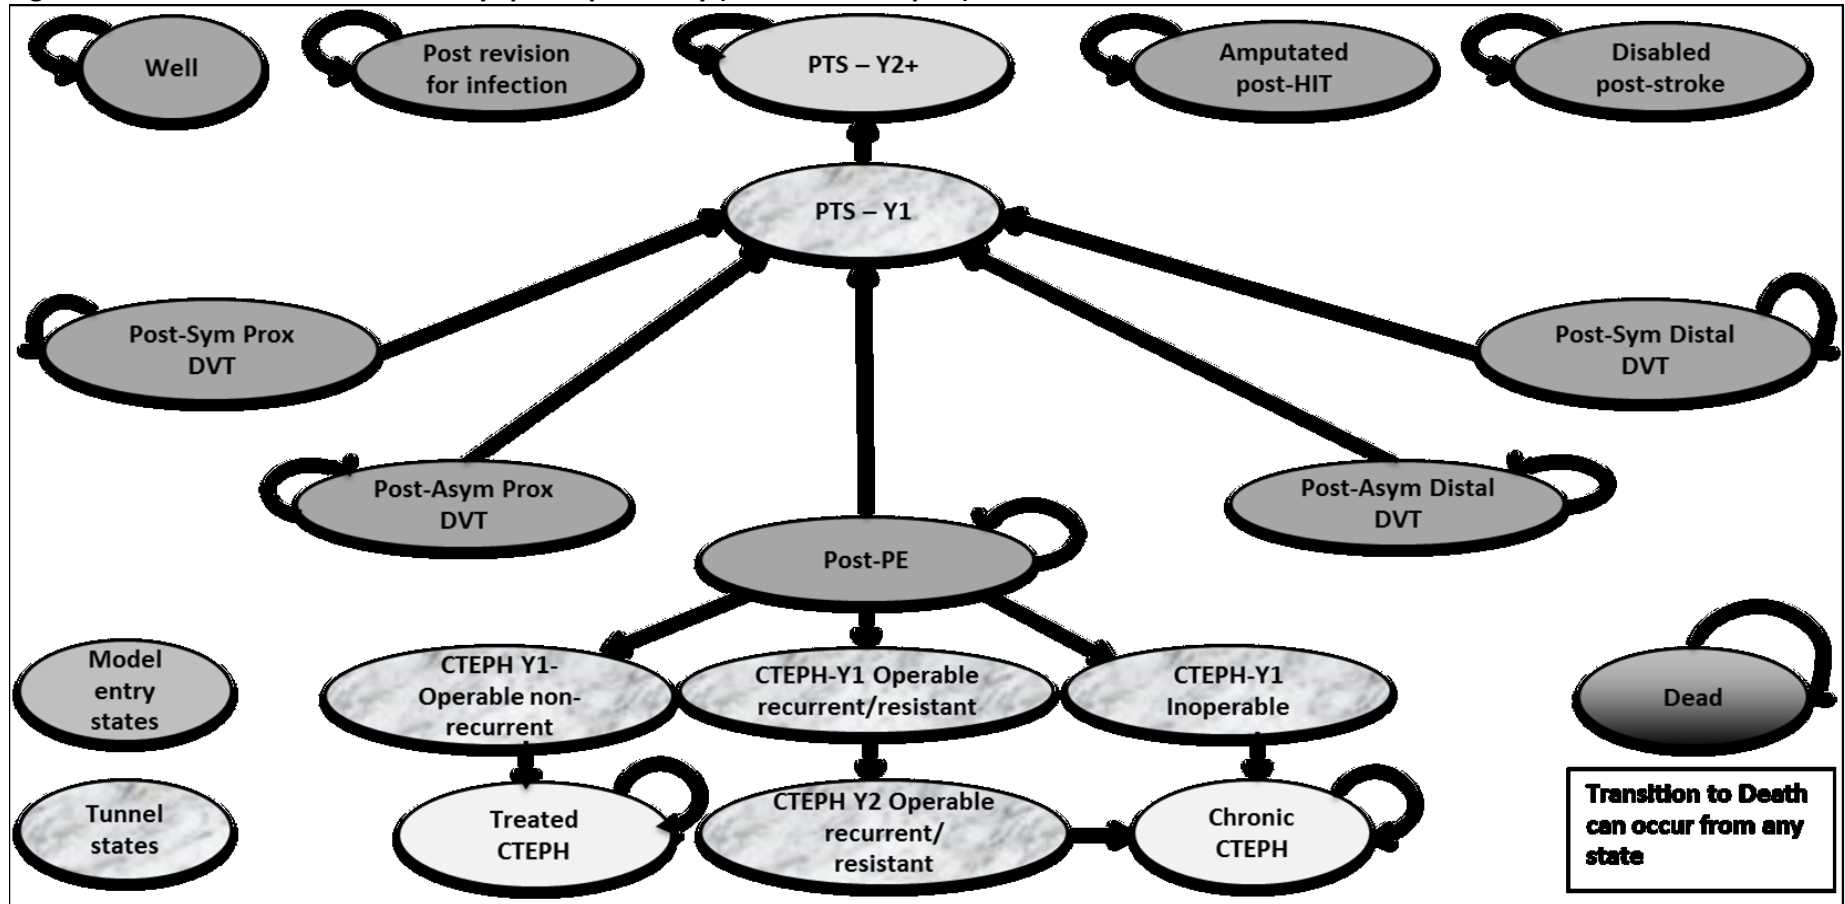 Well
Post revision
for infection
PTS – Y2+
Amputated
post-HIT
Disabled
post-stroke
PTS – Y1
Post-Sym Prox
DVT
Post-Sym Distal
DVT
Post-Asym Prox
DVT
Post-Asym Distal
DVT
Post-PE
Model
entry
states
CTEPH Y1-
Operable non-
recurrent
CTEPH-Y1 Operable
recurrent/resistant
CTEPH-Y1
Inoperable
Dead
Tunnel
states
Treated
CTEPH
CTEPH Y2 Operable
recurrent/
resistant
Chronic
CTEPH
Transition to Death
can occur from any
state